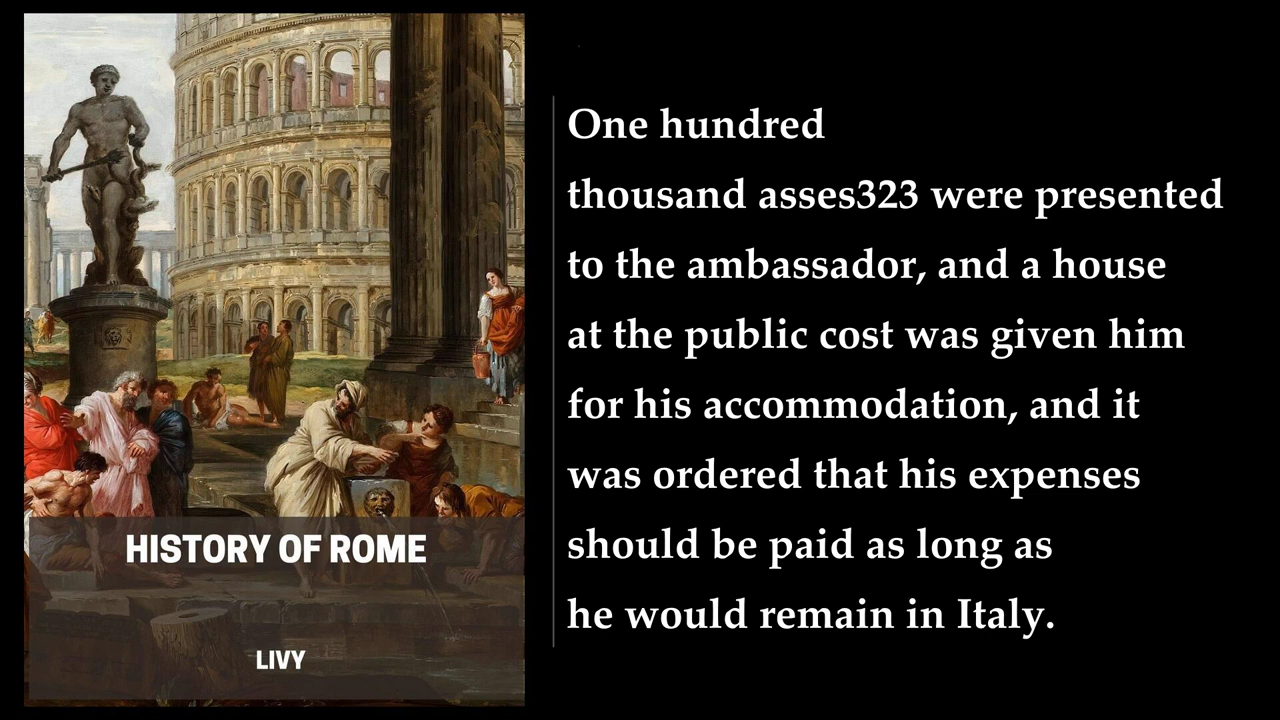 HISTORY OF ROME
LIVY
One hundred
thousand asses323 were presented
to the ambassador, and a house
at the public cost was given him
for his accommodation, and it
was ordered that his expenses
should be paid as long as
he would remain in Italy.